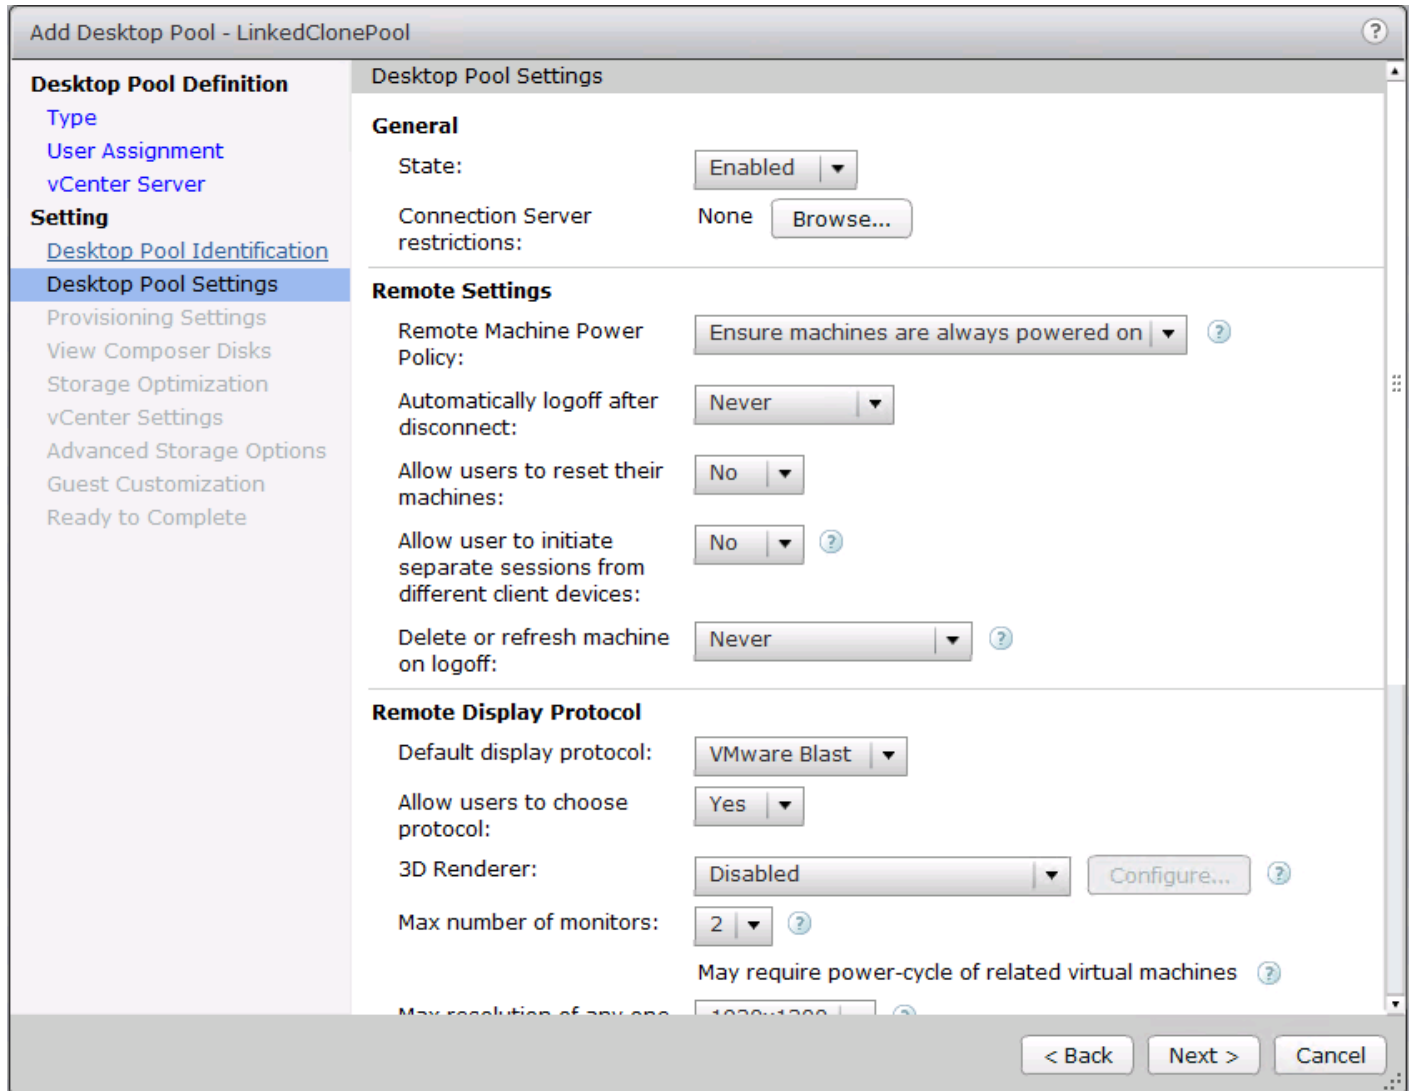 Add Desktop Pool - LinkedClonePool
?
Desktop Pool Definition
Type
User Assignment
vCenter Server
Setting
Desktop Pool Identification
Desktop Pool Settings
Provisioning Settings
View Composer Disks
Storage Optimization
vCenter Settings
Advanced Storage Options
Guest Customization
Ready to Complete
Desktop Pool Settings
General
State: Enabled
Connection Server None Browse...
restrictions:
Remote Settings
Remote Machine Power Ensure machines are always powered on ?
Policy:
Automatically logoff after Never
disconnect:
Allow users to reset their No
machines:
Allow user to initiate No ?
separate sessions from
different client devices:
Delete or refresh machine Never ?
on logoff:
Remote Display Protocol
Default display protocol: VMware Blast
Allow users to choose Yes
protocol:
3D Renderer: Disabled Configure... ?
Max number of monitors: 2 ?
May require power-cycle of related virtual machines ?
Max resolution of any one
< Back Next > Cancel